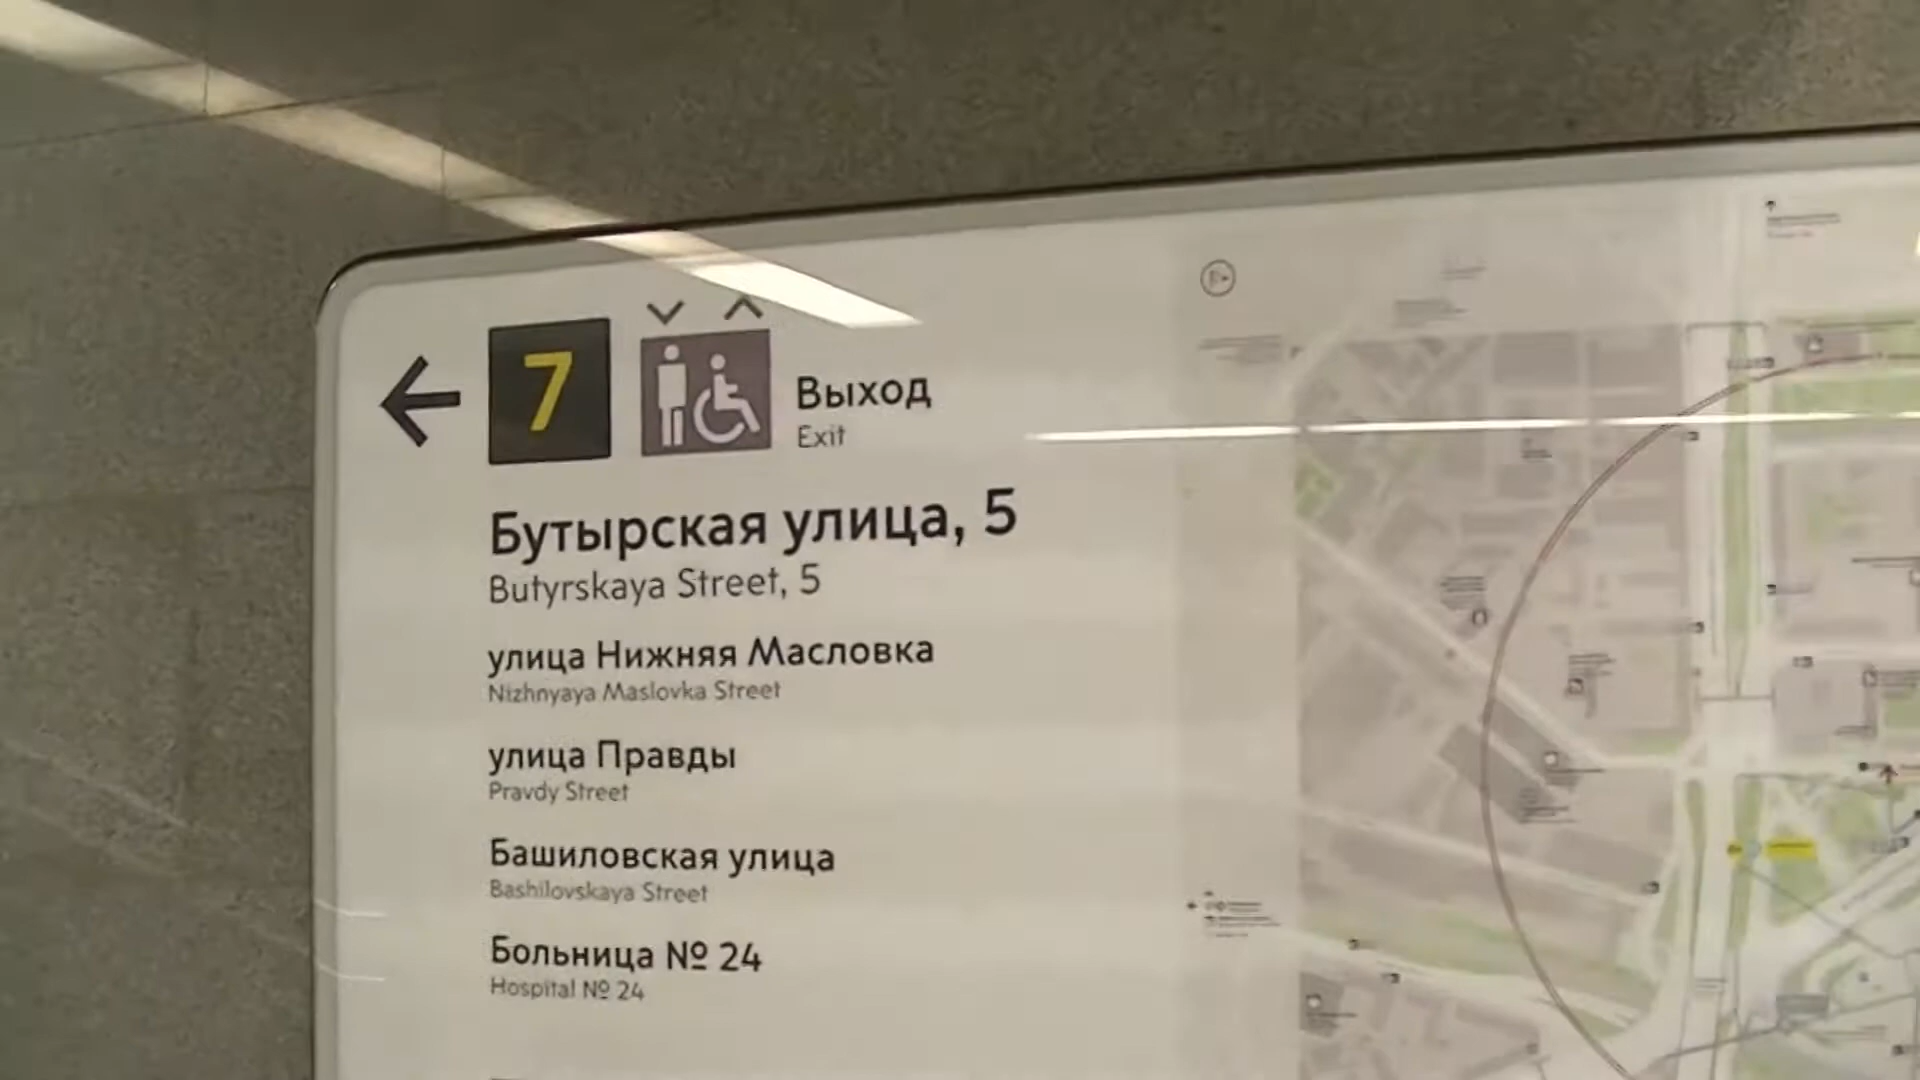 7
Выход
Exit
Бутырская улица, 5
Butyrskaya Street, 5
улица Нижняя Масловка
Nizhnyaya Maslovka Street
улица Правды
Pravdy Street
Башиловская улица
Bashilovskaya Street
Больница № 24
Hospital № 24